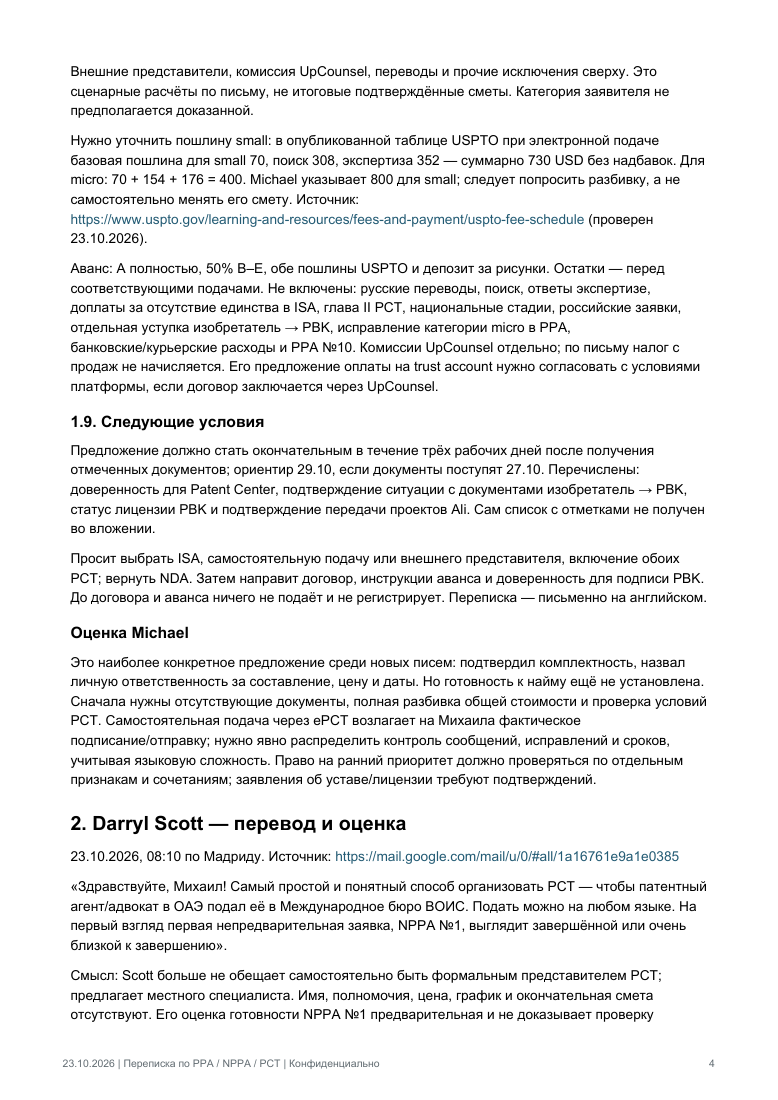 Внешние представители, комиссия UpCounsel, переводы и прочие исключения сверху. Это
сценарные расчёты по письму, не итоговые подтверждённые сметы. Категория заявителя не
предполагается доказанной.
Нужно уточнить пошлину small: в опубликованной таблице USPTO при электронной подаче
базовая пошлина для small 70, поиск 308, экспертиза 352 — суммарно 730 USD без надбавок. Для
micro: 70 + 154 + 176 = 400. Michael указывает 800 для small; следует попросить разбивку, а не
самостоятельно менять его смету. Источник:
https://www.uspto.gov/learning-and-resources/fees-and-payment/uspto-fee-schedule (проверен
23.10.2026).
Аванс: A полностью, 50% B–E, обе пошлины USPTO и депозит за рисунки. Остатки — перед
соответствующими подачами. Не включены: русские переводы, поиск, ответы экспертизе,
доплаты за отсутствие единства в ISA, глава II PCT, национальные стадии, российские заявки,
отдельная уступка изобретатель → PBK, исправление категории micro в PPA,
банковские/курьерские расходы и PPA №10. Комиссии UpCounsel отдельно; по письму налог с
продаж не начисляется. Его предложение оплаты на trust account нужно согласовать с условиями
платформы, если договор заключается через UpCounsel.
1.9. Следующие условия
Предложение должно стать окончательным в течение трёх рабочих дней после получения
отмеченных документов; ориентир 29.10, если документы поступят 27.10. Перечислены:
доверенность для Patent Center, подтверждение ситуации с документами изобретатель → PBK,
статус лицензии PBK и подтверждение передачи проектов Ali. Сам список с отметками не получен
во вложении.
Просит выбрать ISA, самостоятельную подачу или внешнего представителя, включение обоих
PCT; вернуть NDA. Затем направит договор, инструкции аванса и доверенность для подписи PBK.
До договора и аванса ничего не подаёт и не регистрирует. Переписка — письменно на английском.
Оценка Michael
Это наиболее конкретное предложение среди новых писем: подтвердил комплектность, назвал
личную ответственность за составление, цену и даты. Но готовность к найму ещё не установлена.
Сначала нужны отсутствующие документы, полная разбивка общей стоимости и проверка условий
PCT. Самостоятельная подача через ePCT возлагает на Михаила фактическое
подписание/отправку; нужно явно распределить контроль сообщений, исправлений и сроков,
учитывая языковую сложность. Право на ранний приоритет должно проверяться по отдельным
признакам и сочетаниям; заявления об уставе/лицензии требуют подтверждений.
2. Darryl Scott — перевод и оценка
23.10.2026, 08:10 по Мадриду. Источник: https://mail.google.com/mail/u/0/#all/1a16761e9a1e0385
«Здравствуйте, Михаил! Самый простой и понятный способ организовать PCT — чтобы патентный
агент/адвокат в ОАЭ подал её в Международное бюро ВОИС. Подать можно на любом языке. На
первый взгляд первая непредварительная заявка, NPPA №1, выглядит завершённой или очень
близкой к завершению».
Смысл: Scott больше не обещает самостоятельно быть формальным представителем PCT;
предлагает местного специалиста. Имя, полномочия, цена, график и окончательная смета
отсутствуют. Его оценка готовности NPPA №1 предварительная и не доказывает проверку
23.10.2026 | Переписка по PPA / NPPA / PCT | Конфиденциально
4